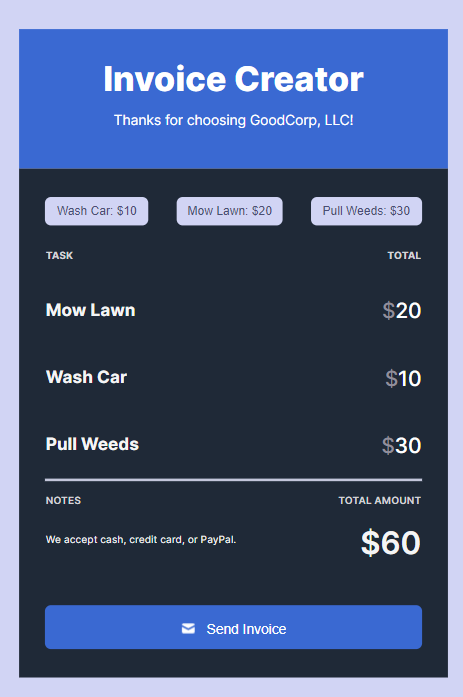 Invoice Creator
Thanks for choosing GoodCorp, LLC!
Wash Car: $10 Mow Lawn: $20 Pull Weeds: $30
TASK TOTAL
Mow Lawn $20
Wash Car $10
Pull Weeds $30
NOTES TOTAL AMOUNT
We accept cash, credit card, or PayPal. $60
Send Invoice